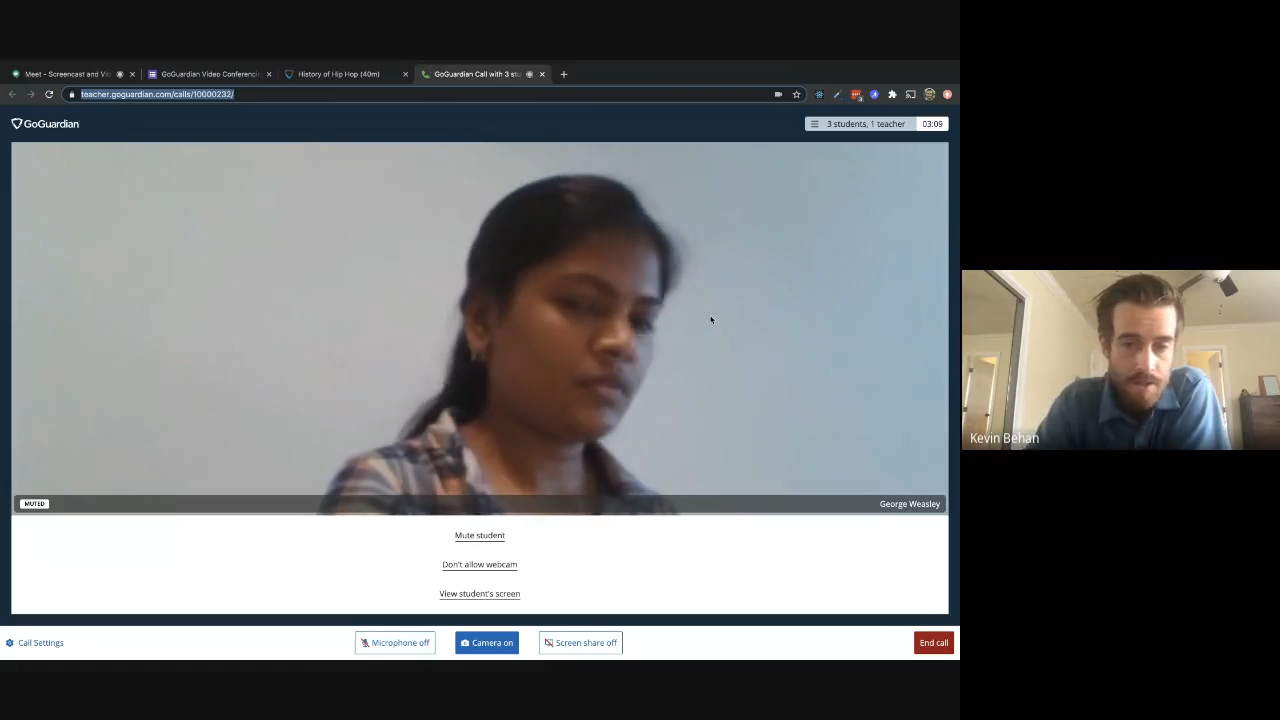 Meet - Screencast and Vid
GoGuardian Video Conferencin
History of Hip Hop (40m)
GoGuardian Call with 3 stu
teacher.goguardian.com/calls/10000232/
GoGuardian
3 students, 1 teacher
03:09
MUTED
George Weasley
Mute student
Don't allow webcam
View student's screen
Call Settings
Microphone off
Camera on
Screen share off
End call
Kevin Behan